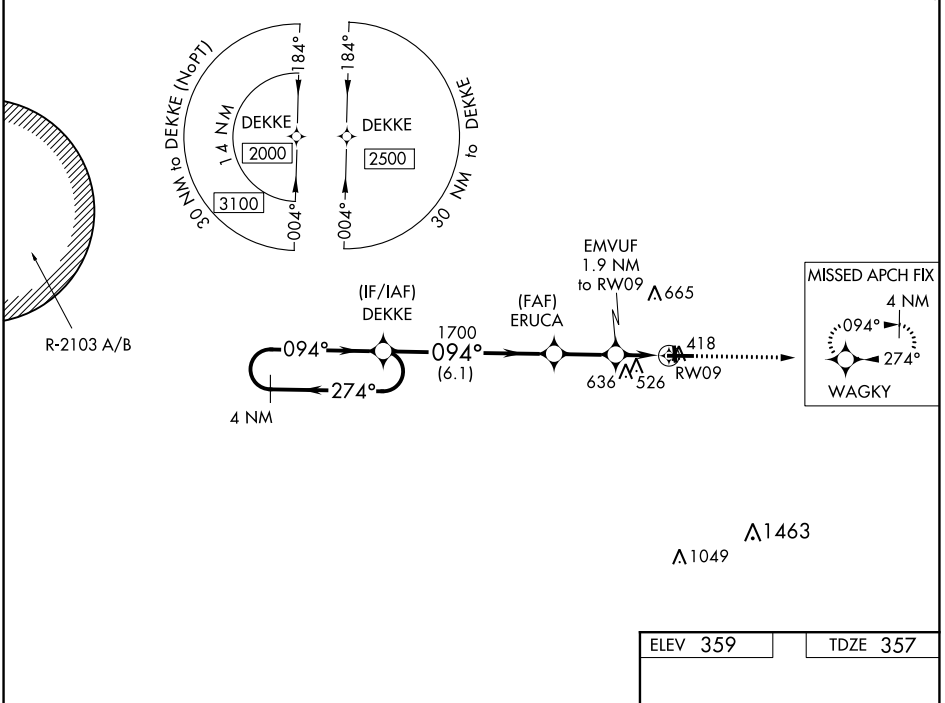 30 NM to DEKKE (NoPT)
14 NM
184°
DEKKE
2000
3100
004°
184°
DEKKE
2500
004°
30 NM to DEKKE
R-2103 A/B
(IF/IAF)
DEKKE
094°
274°
4 NM
1700
094°
(6.1)
(FAF)
ERUCA
EMVUF
1.9 NM
to RW09
665
636
526
418
RW09
MISSED APCH FIX
4 NM
094°
274°
WAGKY
1463
1049
ELEV 359
TDZE 357